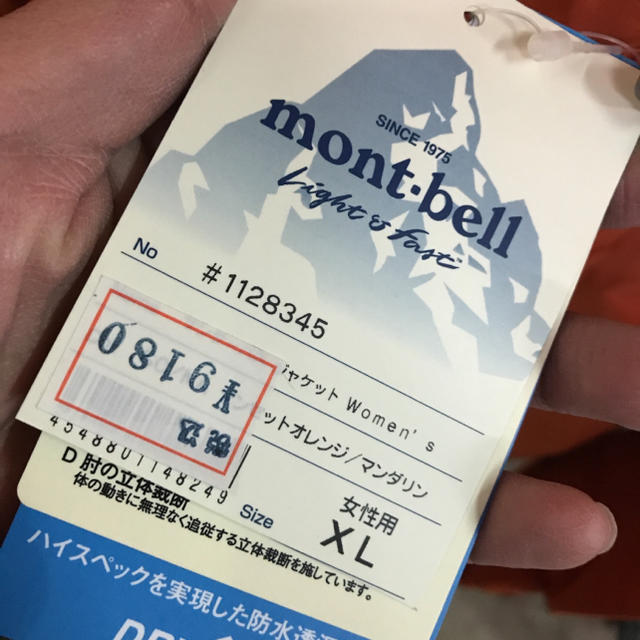 SINCE 1975
mont-bell
Light & Fast
No
#1128345
¥9180
ジャケット Women's
ットオレンジ/マンダリン
4548801148249
Size
女性用
XL
D 肘の立体裁断
体の動きに無理なく追従する立体裁断を施しています。
ハイスペックを実現した防水透